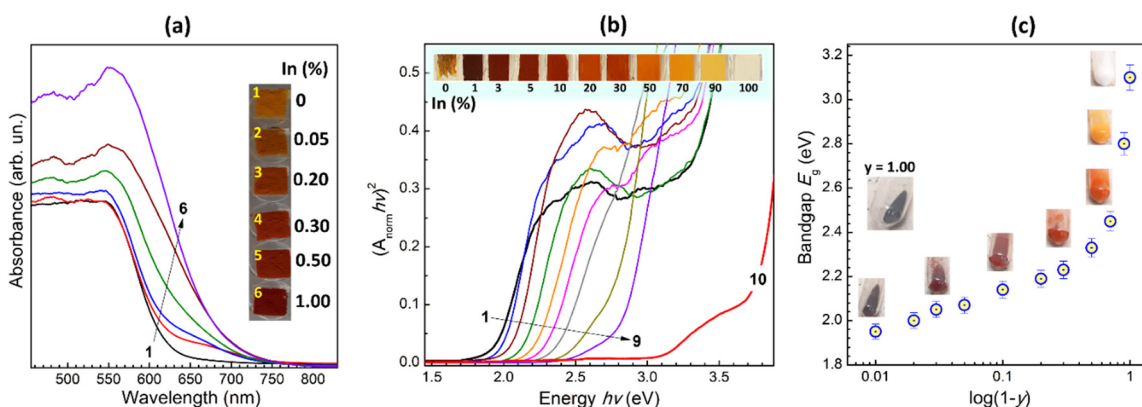 (a)
In (%)
1
0
2
0.05
3
0.20
4
0.30
5
0.50
6
1.00
6
1
Absorbance (arb. un.)
500 550 600 650 700 750 800
Wavelength (nm)
(b)
0.5
0.4
0.3
0.2
0.1
0.0
(A_norm hν)²
0 1 3 5 10 20 30 50 70 90 100
In (%)
1
9
10
1.5 2.0 2.5 3.0 3.5
Energy hν (eV)
(c)
3.2
3.0
2.8
2.6
2.4
2.2
2.0
1.8
Bandgap E_g (eV)
y = 1.00
0.01 0.1 1
log(1-y)